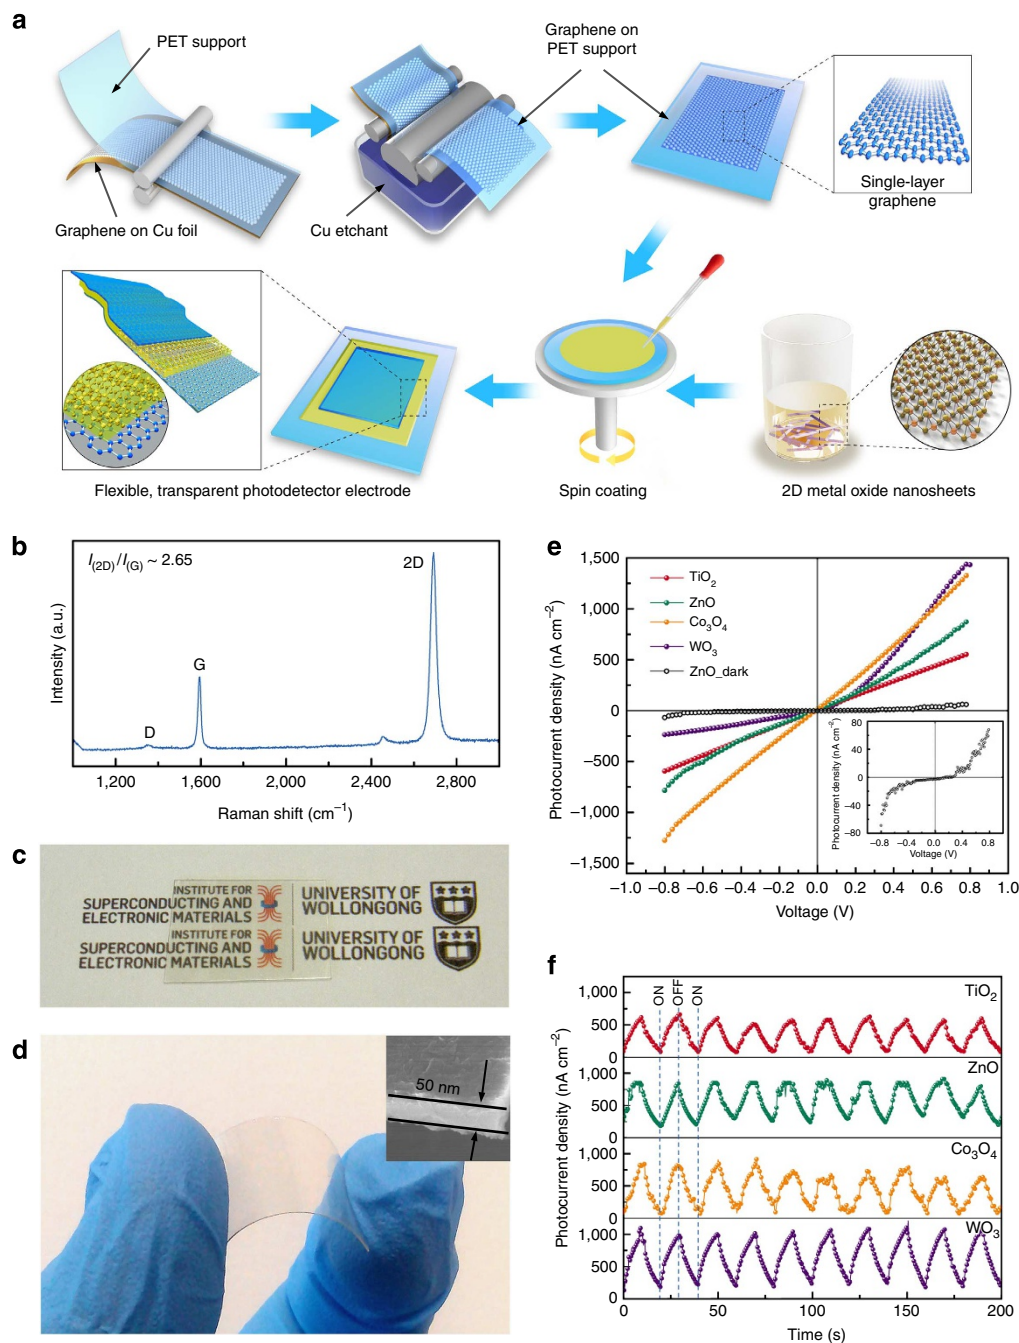 a
PET support
Graphene on
PET support
Graphene on Cu foil
Cu etchant
Single-layer
graphene
Flexible, transparent photodetector electrode
Spin coating
2D metal oxide nanosheets
b
I(2D)/I(G) ~ 2.65
2D
G
D
Intensity (a.u.)
1,200
1,600
2,000
2,400
2,800
Raman shift (cm−1)
c
INSTITUTE FOR
SUPERCONDUCTING AND
ELECTRONIC MATERIALS
UNIVERSITY OF
WOLLONGONG
INSTITUTE FOR
SUPERCONDUCTING AND
ELECTRONIC MATERIALS
UNIVERSITY OF
WOLLONGONG
d
50 nm
e
TiO2
ZnO
Co3O4
WO3
ZnO_dark
Photocurrent density (nA cm−2)
1,500
1,000
500
0
−500
−1,000
−1,500
−1.0
−0.8
−0.6
−0.4
−0.2
0.0
0.2
0.4
0.6
0.8
1.0
Voltage (V)
Photocurrent density (nA cm−2)
80
40
0
−40
−80
−0.8
−0.4
0.0
0.4
0.8
Voltage (V)
f
Photocurrent density (nA cm−2)
ON
OFF
ON
1,000
500
0
TiO2
1,000
500
0
ZnO
1,000
500
0
Co3O4
1,000
500
0
WO3
0
50
100
150
200
Time (s)